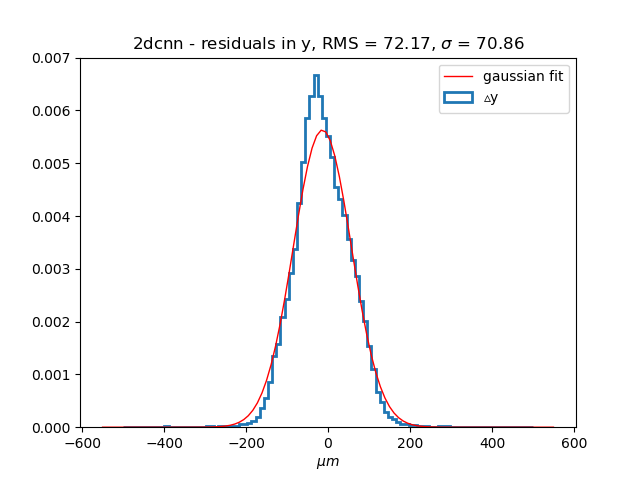 2dcnn - residuals in y, RMS = 72.17, σ = 70.86
0.007
0.006
0.005
0.004
0.003
0.002
0.001
0.000
gaussian fit
▵y
−600 −400 −200 0 200 400 600
μm